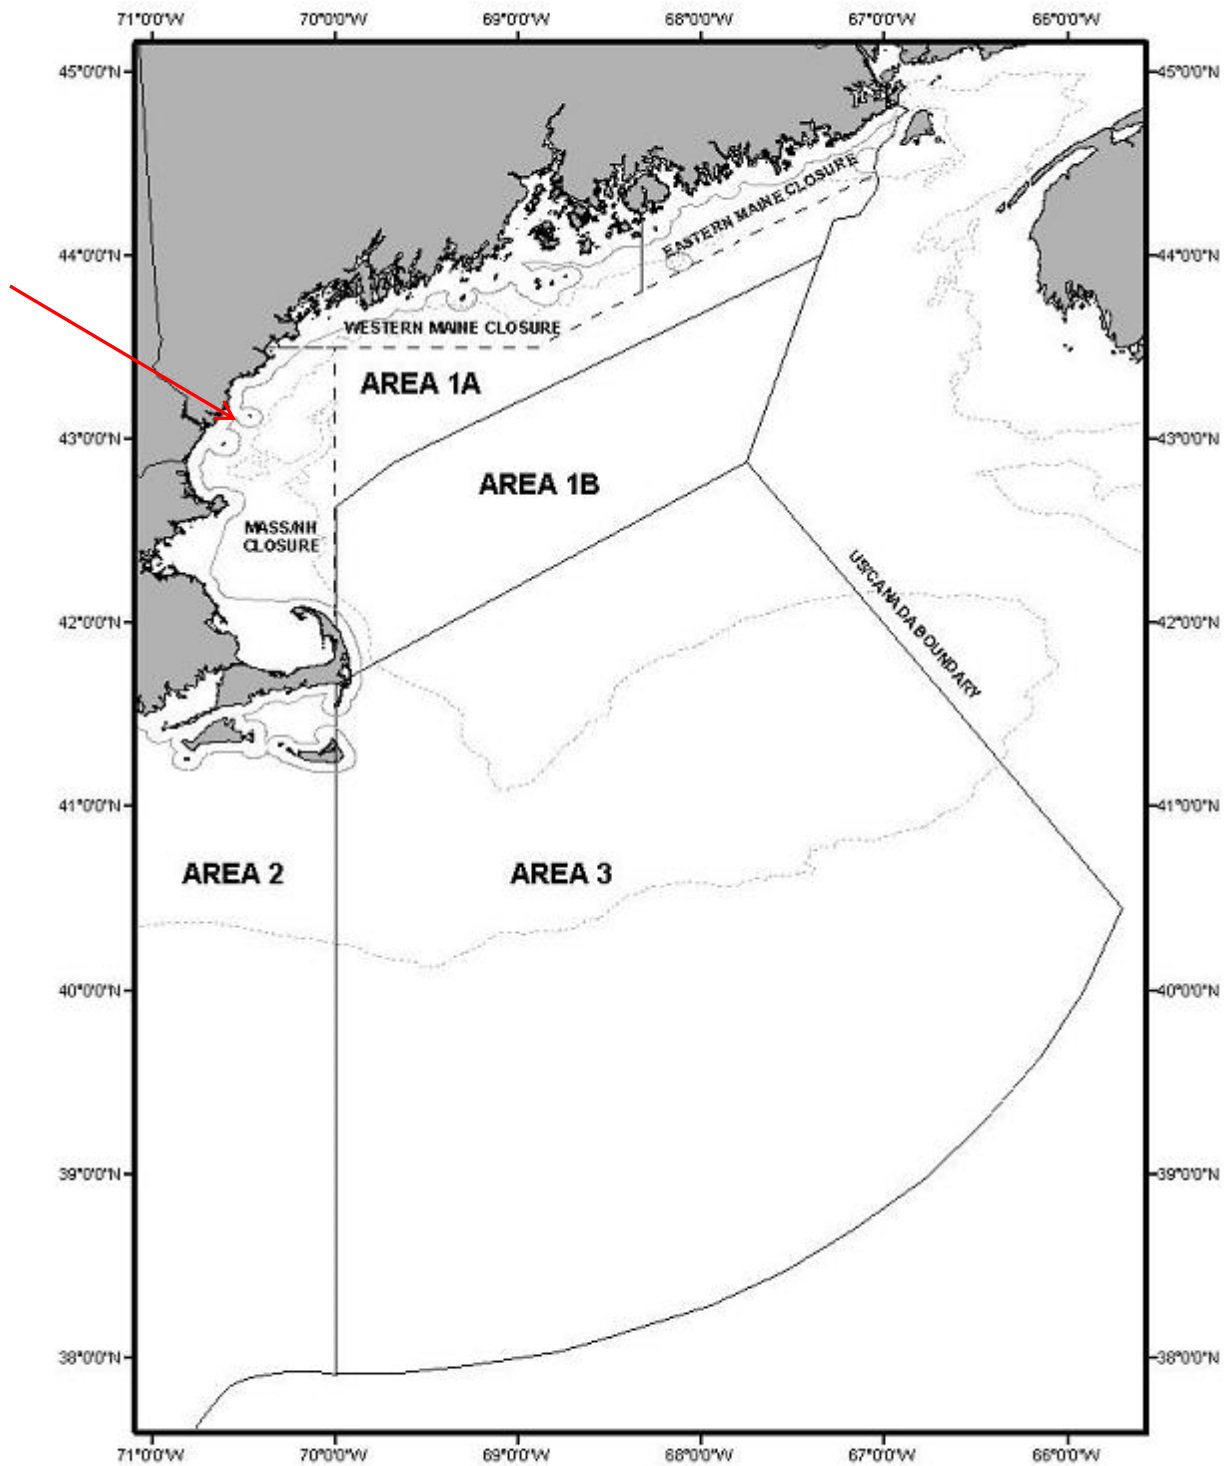 71°0'0"W 70°0'0"W 69°0'0"W 68°0'0"W 67°0'0"W 66°0'0"W
45°0'0"N 45°0'0"N
EASTERN MAINE CLOSURE
44°0'0"N 44°0'0"N
WESTERN MAINE CLOSURE
AREA 1A
43°0'0"N 43°0'0"N
AREA 1B
MASS/NH
CLOSURE
US/CANADA BOUNDARY
42°0'0"N 42°0'0"N
41°0'0"N 41°0'0"N
AREA 2 AREA 3
40°0'0"N 40°0'0"N
39°0'0"N 39°0'0"N
38°0'0"N 38°0'0"N
71°0'0"W 70°0'0"W 69°0'0"W 68°0'0"W 67°0'0"W 66°0'0"W